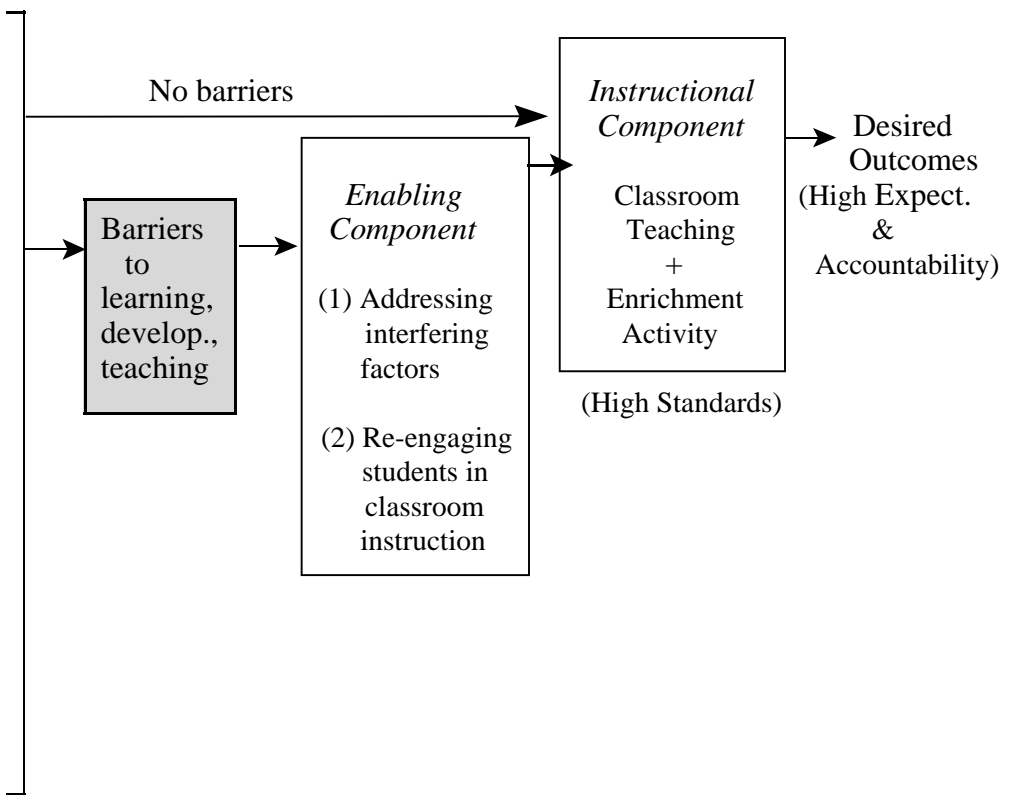 No barriers
Barriers
to
learning,
develop.,
teaching
Enabling
Component
(1) Addressing
interfering
factors
(2) Re-engaging
students in
classroom
instruction
Instructional
Component
Classroom
Teaching
+
Enrichment
Activity
(High Standards)
Desired
Outcomes
(High Expect.
&
Accountability)